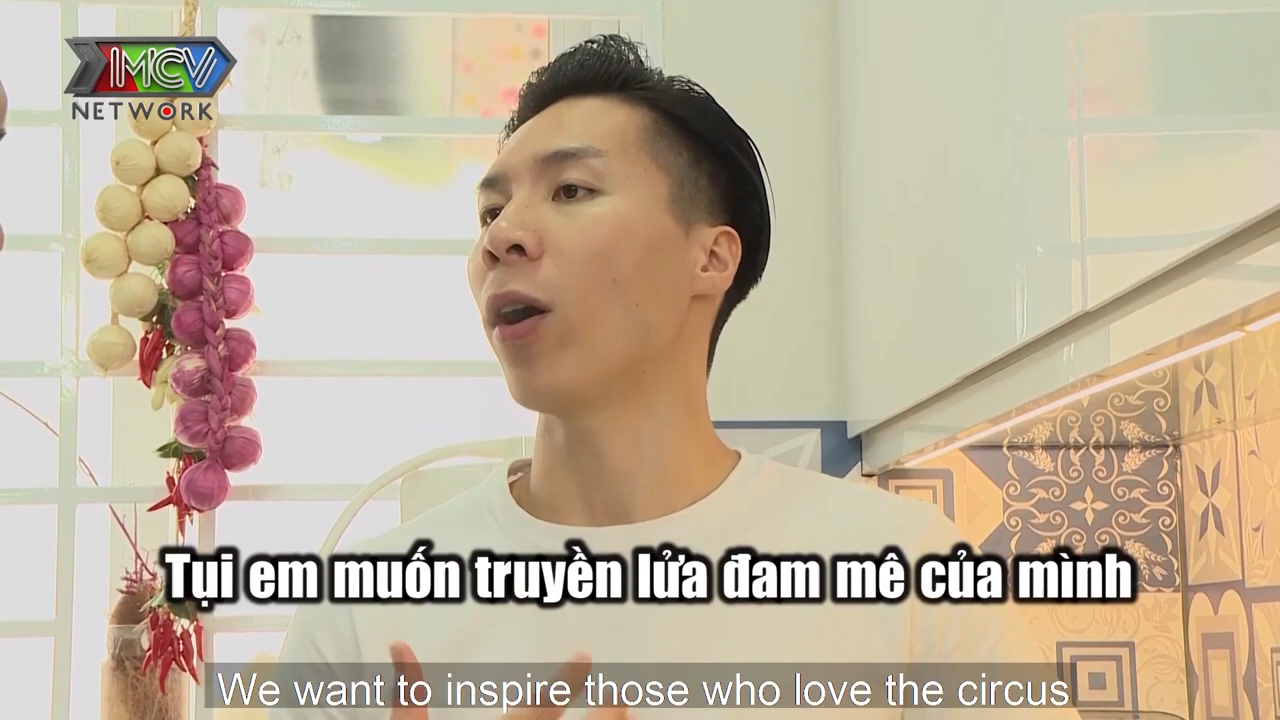 MCV
NETWORK
Tụi em muốn truyền lửa đam mê của mình
We want to inspire those who love the circus